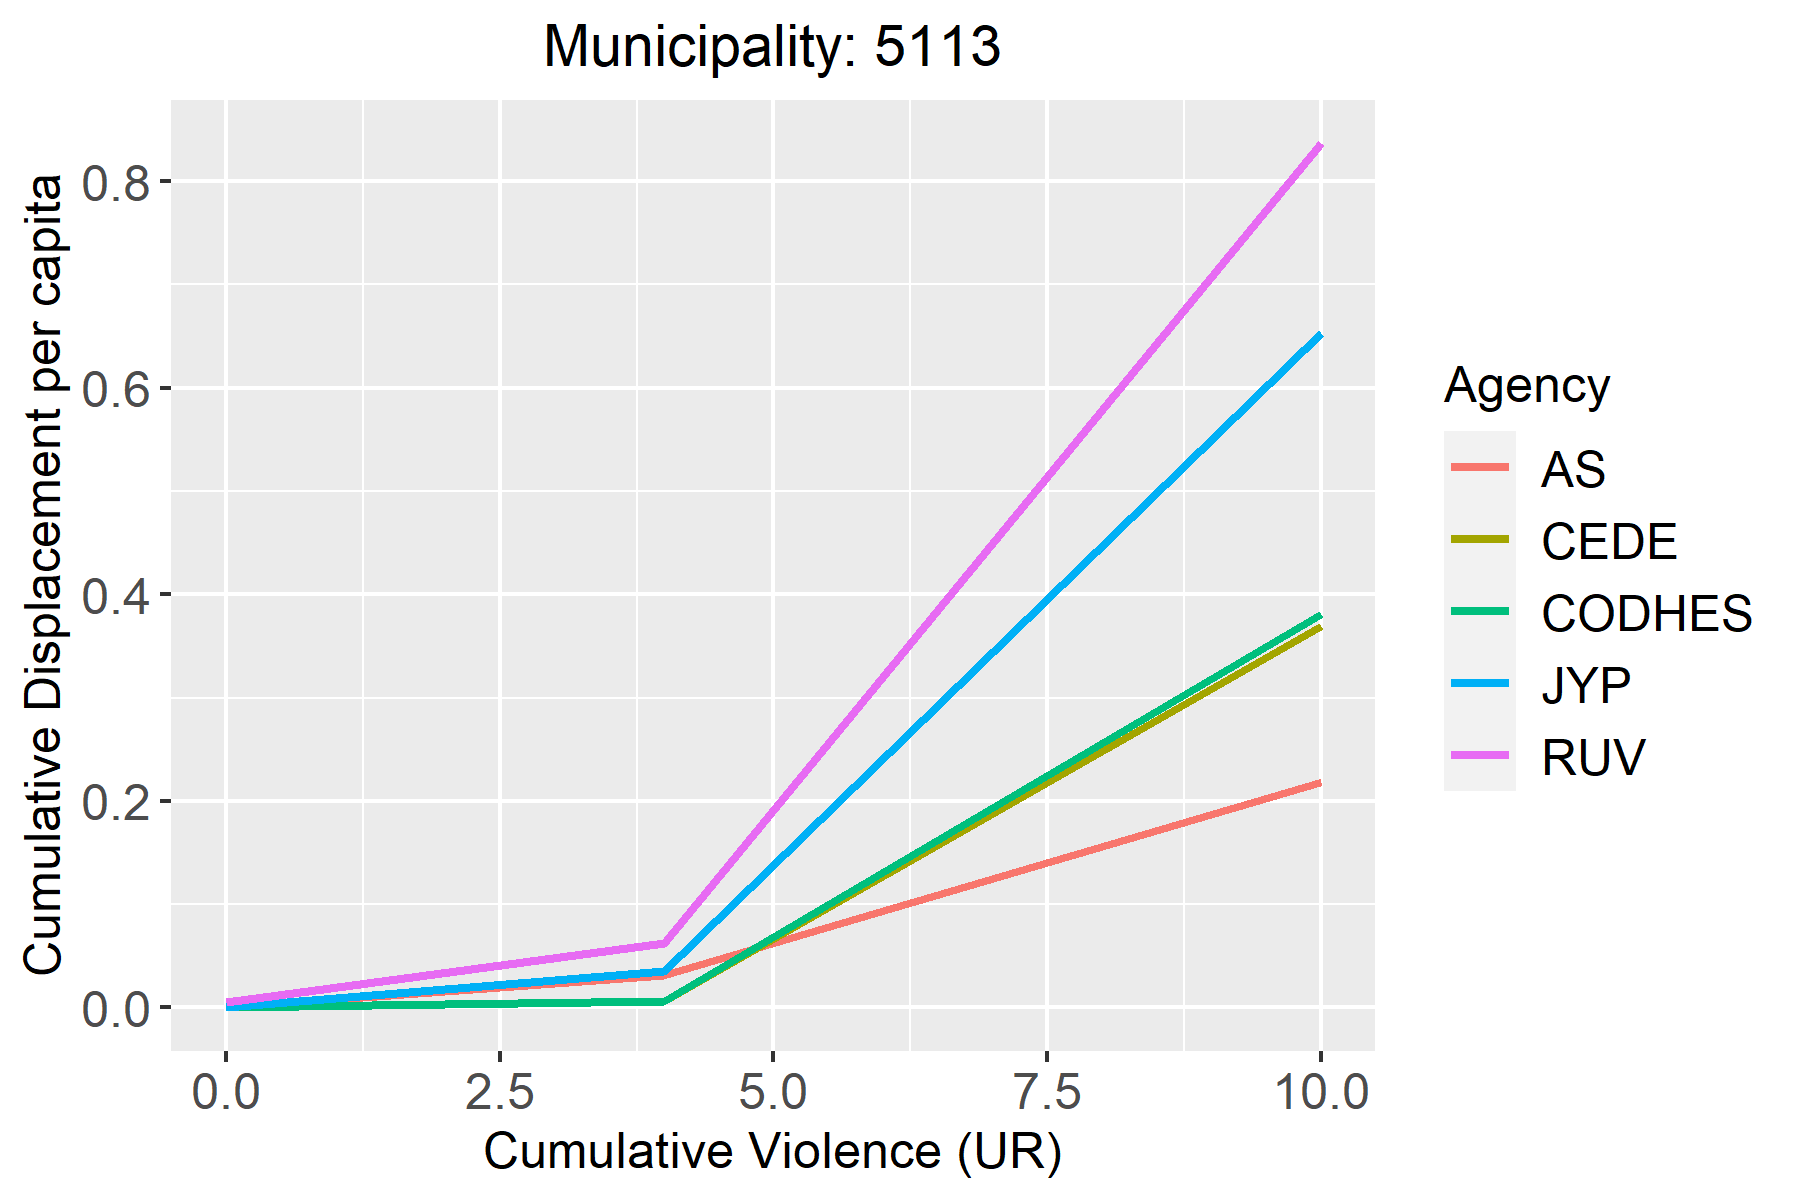 Municipality: 5113
Cumulative Displacement per capita
0.8
0.6
0.4
0.2
0.0
0.0 2.5 5.0 7.5 10.0
Cumulative Violence (UR)
Agency
AS
CEDE
CODHES
JYP
RUV